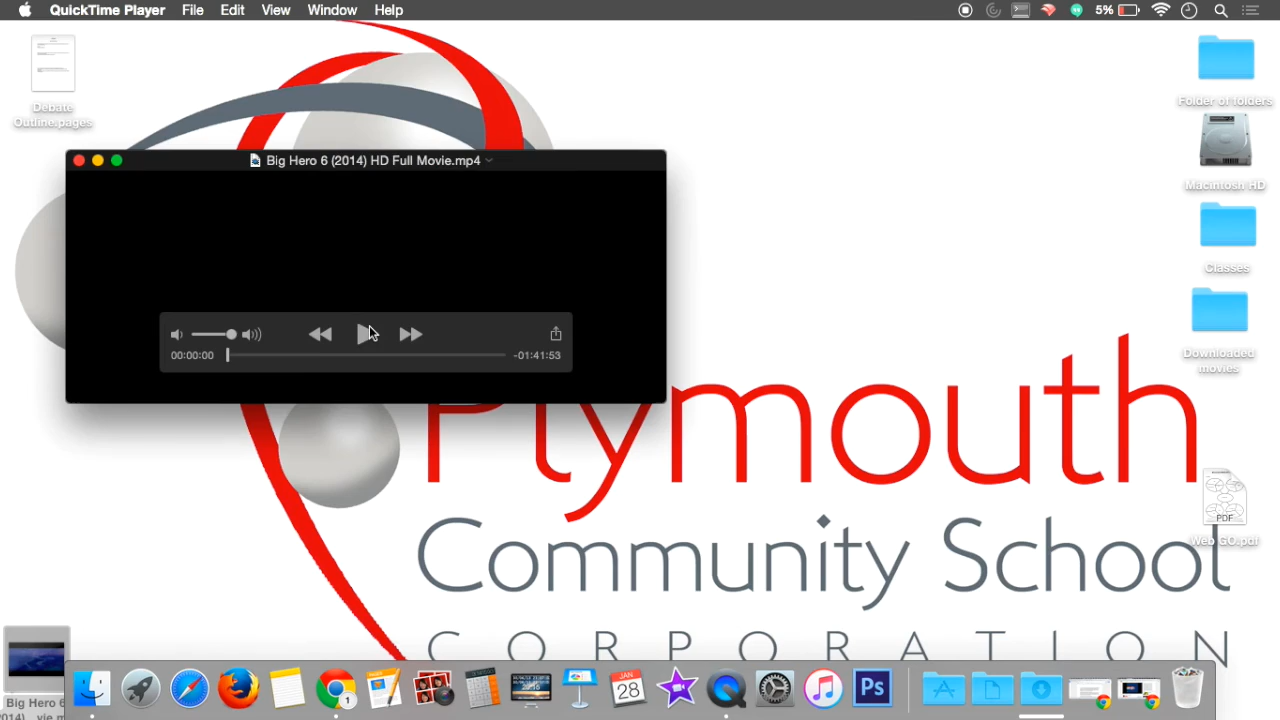 QuickTime Player File Edit View Window Help 5%
Debate
Outline.pages
Folder of folders
Macintosh HD
Classes
Downloaded
movies
Big Hero 6 (2014) HD Full Movie.mp4
00:00:00 -01:41:53
Plymouth
Community School
CORPORATION
PDF
Web GO.pdf
Big Hero 6
JAN
28
Ps
1